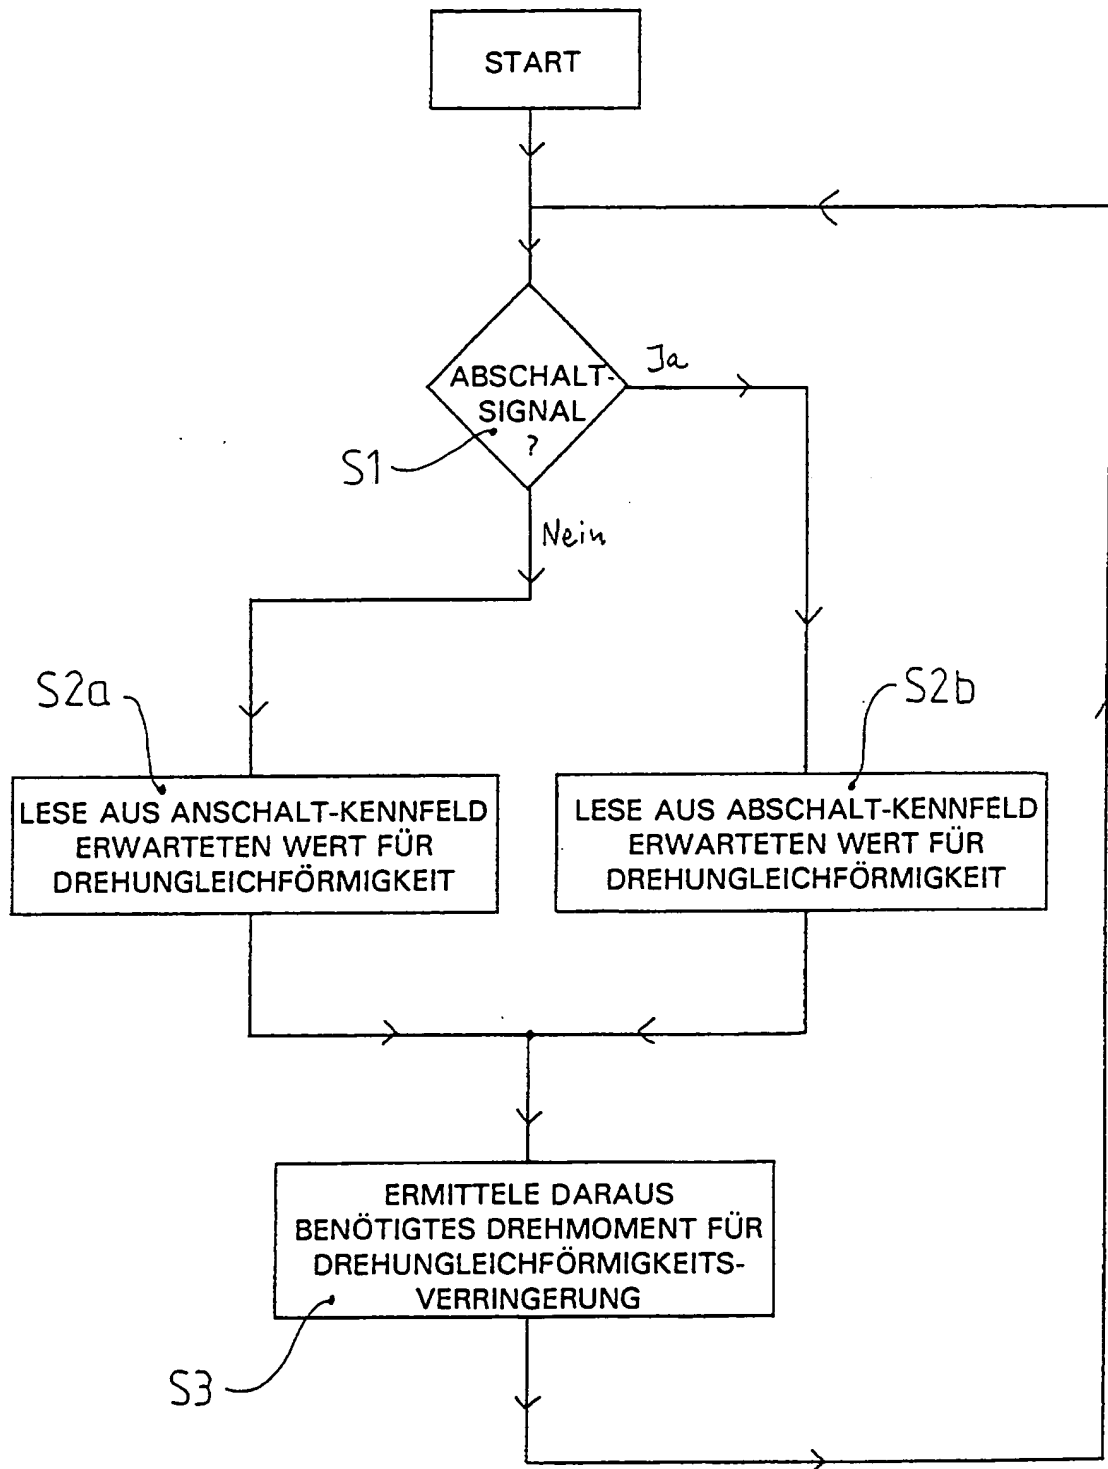 START
ABSCHALT-
SIGNAL
?
Ja
S1
Nein
S2a
S2b
LESE AUS ANSCHALT-KENNFELD
ERWARTETEN WERT FÜR
DREHUNGLEICHFÖRMIGKEIT
LESE AUS ABSCHALT-KENNFELD
ERWARTETEN WERT FÜR
DREHUNGLEICHFÖRMIGKEIT
ERMITTELE DARAUS
BENÖTIGTES DREHMOMENT FÜR
DREHUNGLEICHFÖRMIGKEITS-
VERRINGERUNG
S3